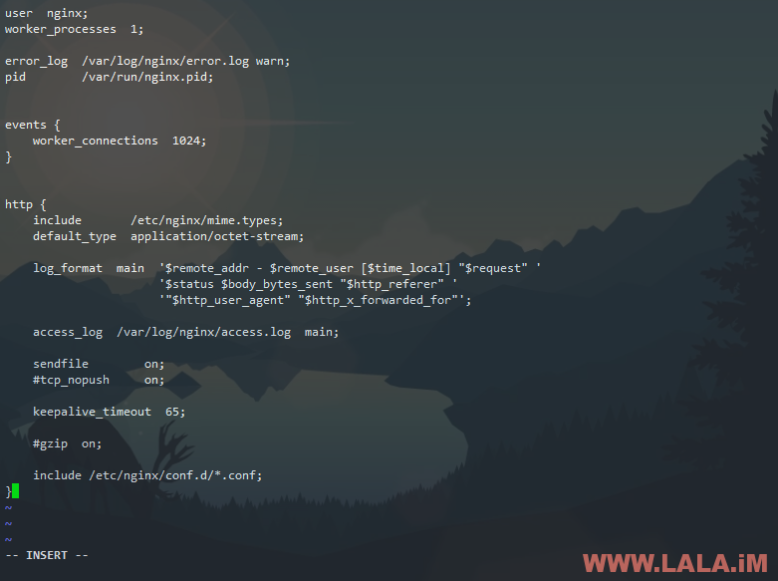 user  nginx;
worker_processes  1;
error_log  /var/log/nginx/error.log warn;
pid        /var/run/nginx.pid;
events {
    worker_connections  1024;
}
http {
    include       /etc/nginx/mime.types;
    default_type  application/octet-stream;
    log_format  main  '$remote_addr - $remote_user [$time_local] "$request" '
                      '$status $body_bytes_sent "$http_referer" '
                      '"$http_user_agent" "$http_x_forwarded_for"';
    access_log  /var/log/nginx/access.log  main;
    sendfile        on;
    #tcp_nopush     on;
    keepalive_timeout  65;
    #gzip  on;
    include /etc/nginx/conf.d/*.conf;
}
~
~
~
-- INSERT --
WWW.LALA.iM